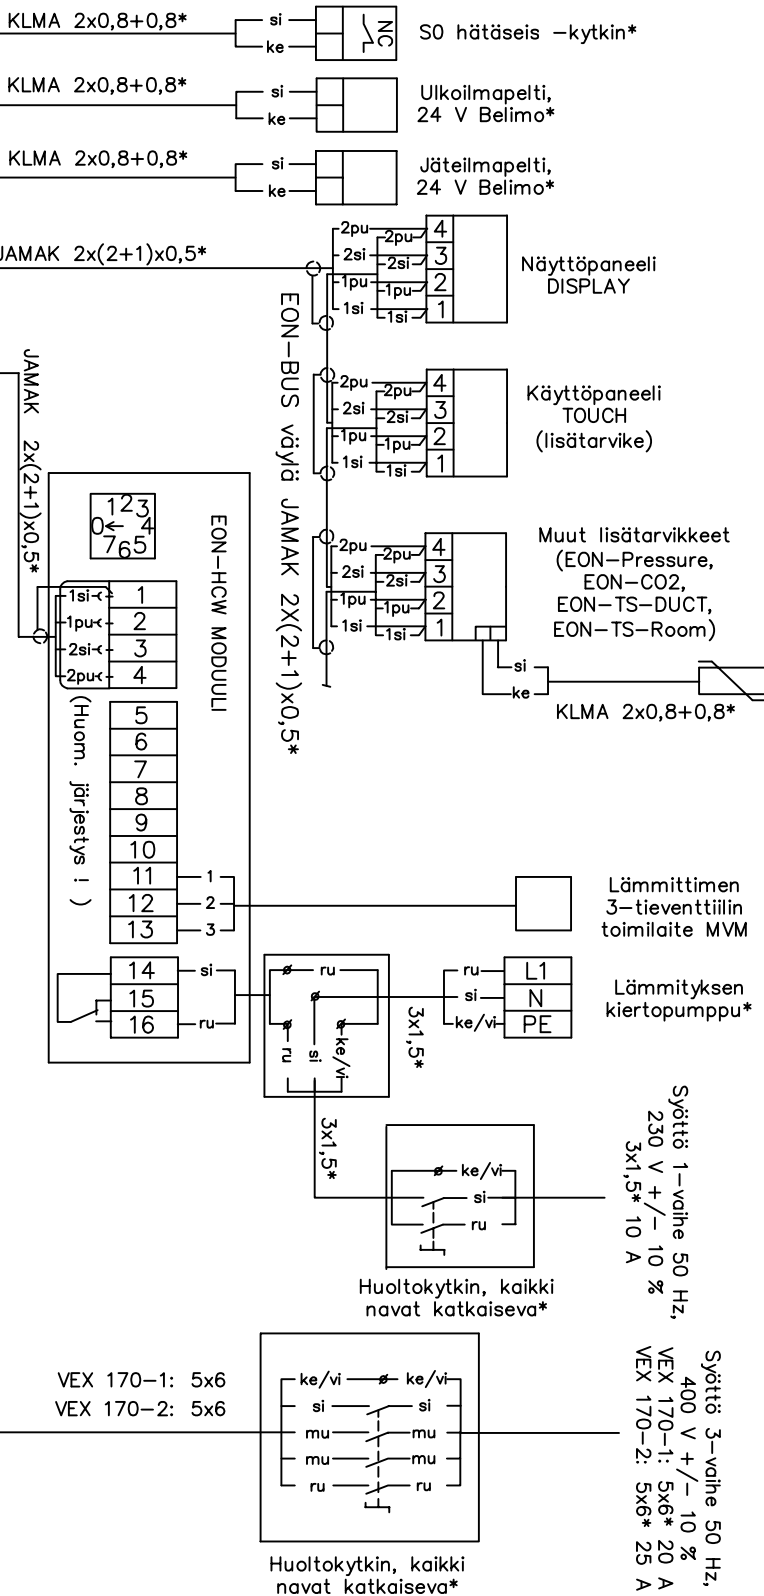 KLMA 2x0,8+0,8*
si
ke
NC
S0 hätäseis -kytkin*
KLMA 2x0,8+0,8*
si
ke
Ulkoilmapelti,
24 V Belimo*
KLMA 2x0,8+0,8*
si
ke
Jäteilmapelti,
24 V Belimo*
JAMAK 2x(2+1)x0,5*
2pu
2pu
4
2si
2si
3
1pu
1pu
2
1si
1si
1
Näyttöpaneeli
DISPLAY
EON-BUS väylä JAMAK 2X(2+1)x0,5*
2pu
2pu
4
2si
2si
3
1pu
1pu
2
1si
1si
1
Käyttöpaneeli
TOUCH
(lisätarvike)
2pu
2pu
4
2si
2si
3
1pu
1pu
2
1si
1si
1
Muut lisätarvikkeet
(EON-Pressure,
EON-CO2,
EON-TS-DUCT,
EON-TS-Room)
si
ke
KLMA 2x0,8+0,8*
JAMAK 2x(2+1)x0,5*
EON-HCW MODUULI
0 1 2 3 4 5 6 7
1si 1
1pu 2
2si 3
2pu 4
(Huom. järjestys ! )
5
6
7
8
9
10
11 1
12 2
13 3
Lämmittimen
3-tieventtiilin
toimilaite MVM
14 si
15
16 ru
ru
ru
si
ke/vi
3x1,5*
ru L1
si N
ke/vi PE
Lämmityksen
kiertopumppu*
3x1,5*
ke/vi
si
ru
Huoltokytkin, kaikki
navat katkaiseva*
Syöttö 1-vaihe 50 Hz,
230 V +/- 10 %
3x1,5* 10 A
VEX 170-1: 5x6
VEX 170-2: 5x6
ke/vi ke/vi
si si
mu mu
mu mu
ru ru
Huoltokytkin, kaikki
navat katkaiseva*
Syöttö 3-vaihe 50 Hz,
400 V +/- 10 %
VEX 170-1: 5x6* 20 A
VEX 170-2: 5x6* 25 A